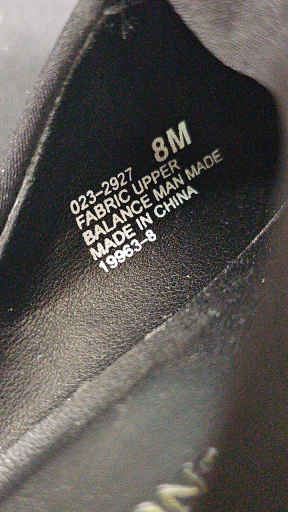 8M
023-2927
FABRIC UPPER
BALANCE MAN MADE
MADE IN CHINA
19963-8